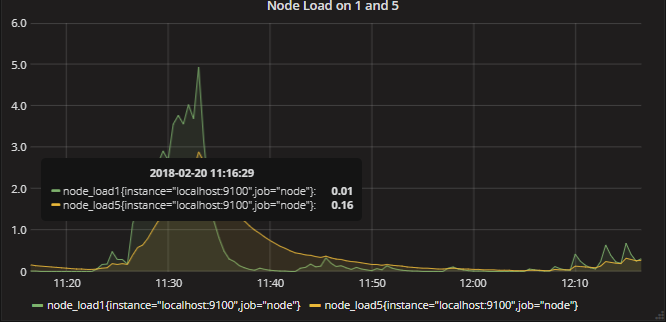 Node Load on 1 and 5
6.0
5.0
4.0
3.0
2.0
1.0
0
2018-02-20 11:16:29
node_load1{instance="localhost:9100",job="node"}: 0.01
node_load5{instance="localhost:9100",job="node"}: 0.16
11:20 11:30 11:40 11:50 12:00 12:10
node_load1{instance="localhost:9100",job="node"} node_load5{instance="localhost:9100",job="node"}